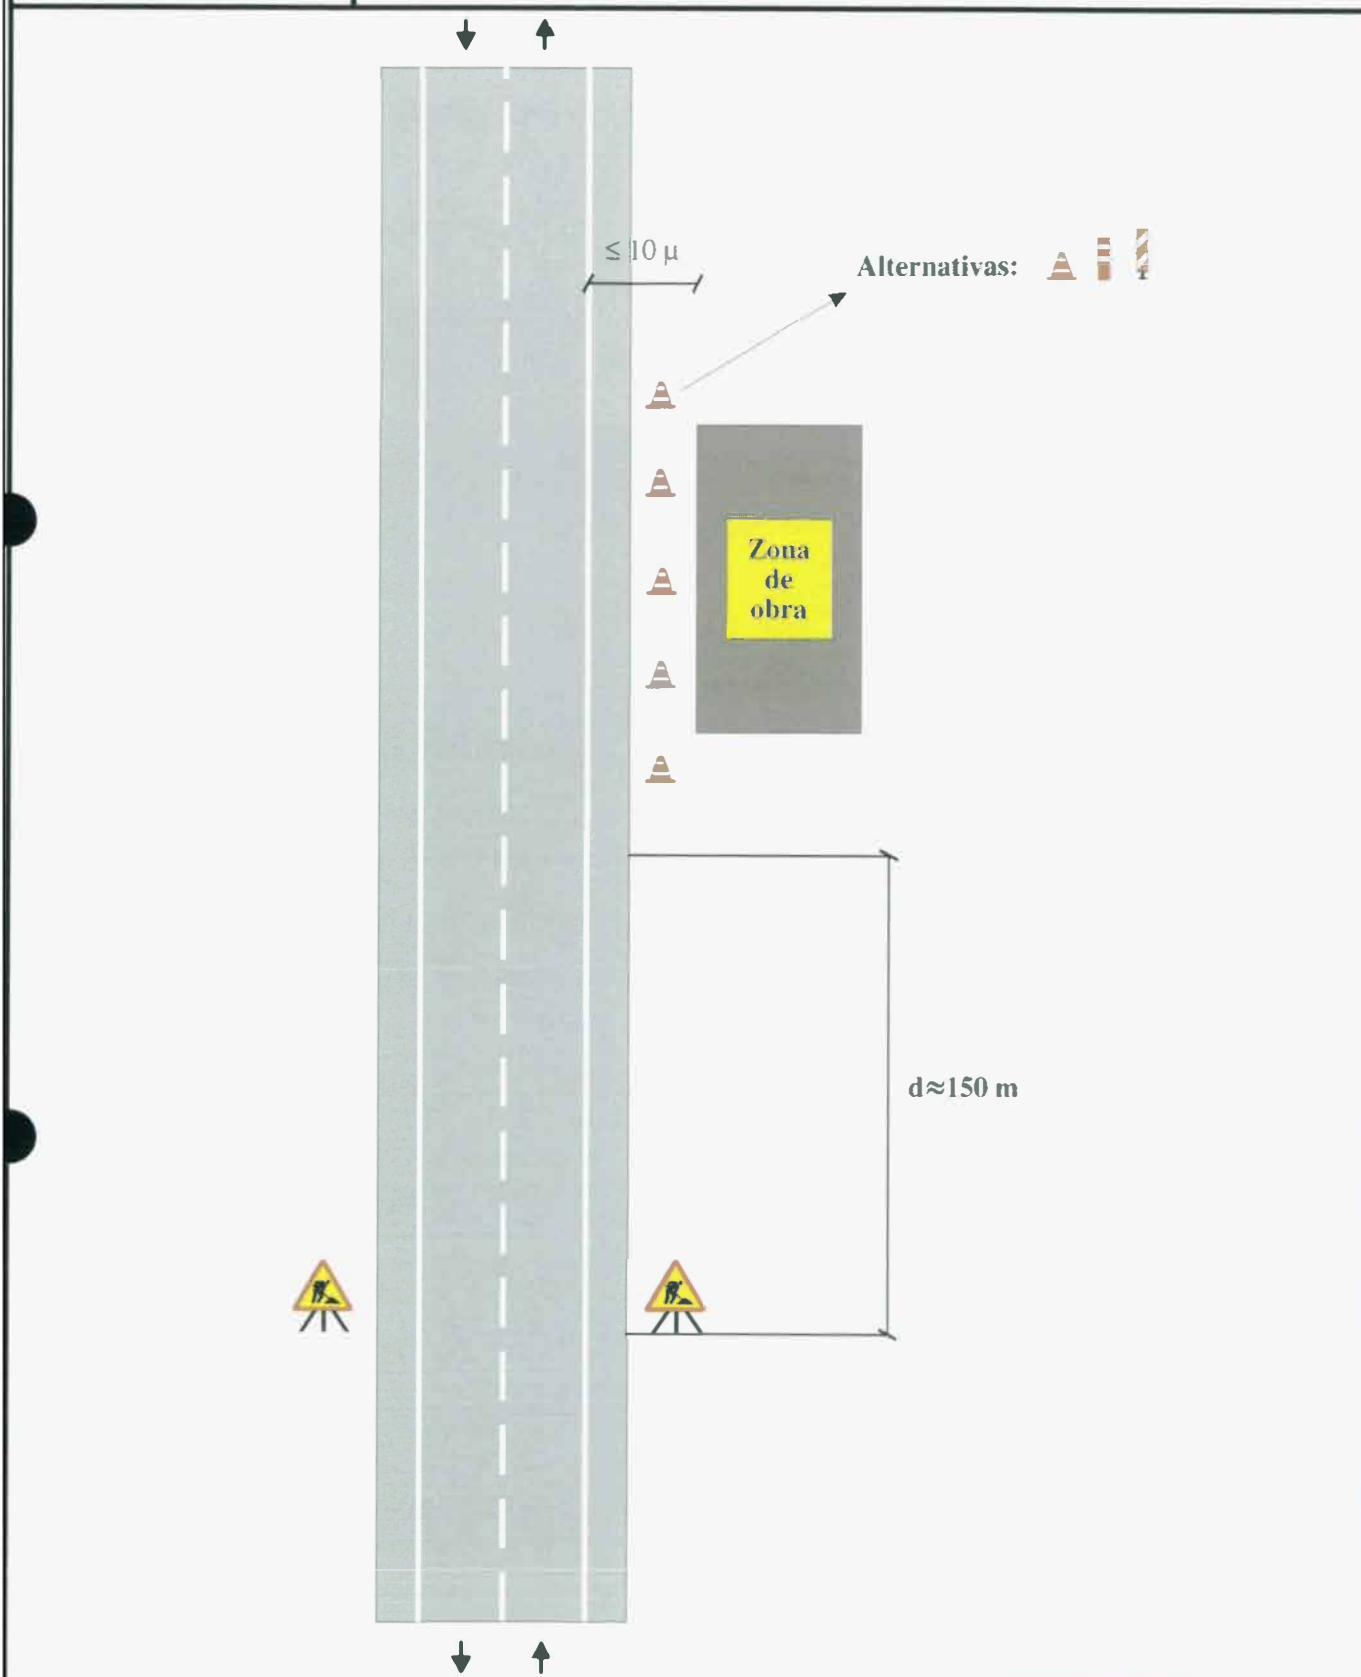 ≤ 10 μ
Alternativas:
Zona
de
obra
d≈150 m